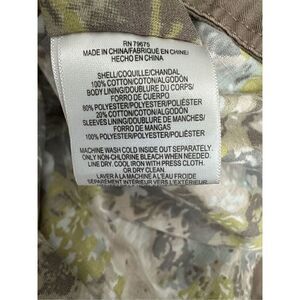 RN 79675
MADE IN CHINA/FABRIQUÉ EN CHINE/
HECHO EN CHINA
SHELL/COQUILLE/CHANDAL
100% COTTON/COTON/ALGODÓN
BODY LINING/DOUBLURE DU CORPS/
FORRO DE CUERPO
80% POLYESTER/POLYESTER/POLIÉSTER
20% COTTON/COTON/ALGODÓN
SLEEVES LINING/DOUBLURE DE MANCHES/
FORRO DE MANGAS
100% POLYESTER/POLYESTER/POLIÉSTER
MACHINE WASH COLD INSIDE OUT SEPARATELY.
ONLY NON-CHLORINE BLEACH WHEN NEEDED.
LINE DRY. COOL IRON WITH PRESS CLOTH.
OR DRY CLEAN.
LAVER À LA MACHINE À L'EAU FROIDE
SÉPARÉMENT INTÉRIEUR VERS L'EXTÉRIEUR.